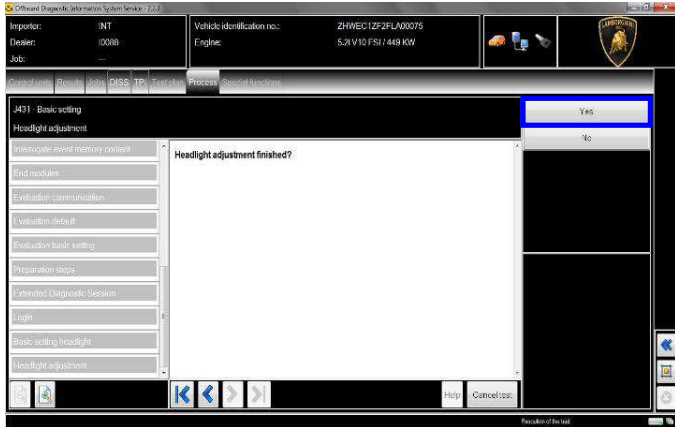 Offboard Diagnostic Information System Service - 2.2.3
Importer: INT
Dealer: I0088
Job: ---
Vehicle identification no.: ZHWEC1ZF2FLA00075
Engine: 5.2l V10 FSI / 449 KW
LAMBORGHINI
Control units Results Jobs DISS TPI Test plan Process Special functions
J431 - Basic setting
Headlight adjustment
Interrogate event memory content
End modules
Evaluation communication
Evaluation default
Evaluation basic setting
Preparation steps
Extended Diagnostic Session
Login
Basic setting headlight
Headlight adjustment
Headlight adjustment finished?
Yes
No
Help
Cancel test
Execution of the test